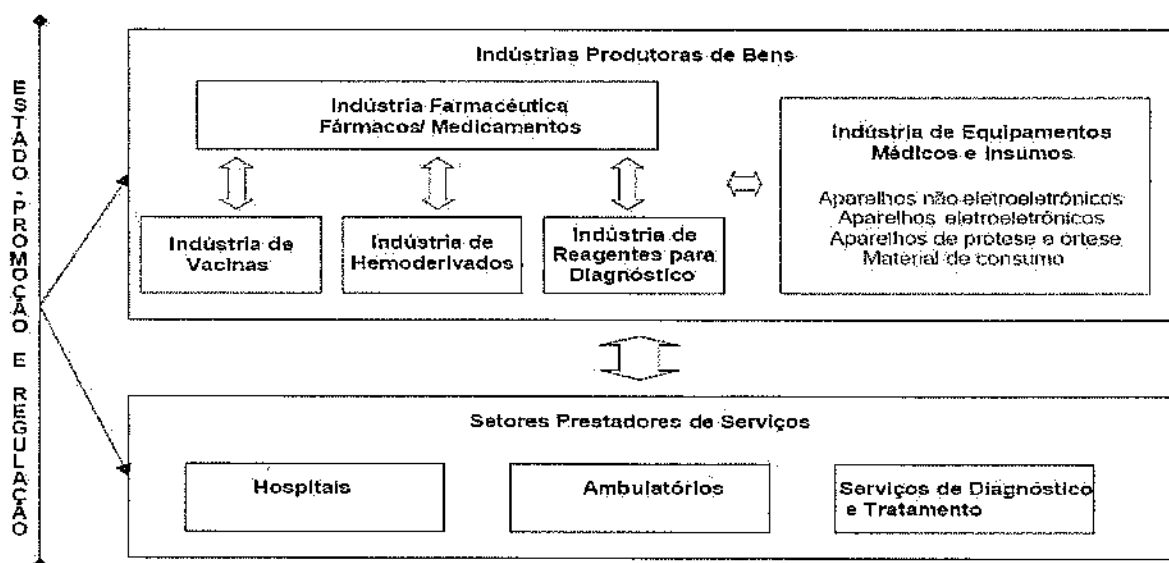 ESTADO - PROMOÇÃO E REGULAÇÃO
Indústrias Produtoras de Bens
Indústria Farmacêutica
Fármacos/ Medicamentos
Indústria de Equipamentos
Médicos e Insumos
Aparelhos não eletroeletrônicos
Aparelhos eletroeletrônicos
Aparelhos de prótese e órtese
Material de consumo
Indústria de
Vacinas
Indústria de
Hemoderivados
Indústria de
Reagentes para
Diagnóstico
Setores Prestadores de Serviços
Hospitais
Ambulatórios
Serviços de Diagnóstico
e Tratamento